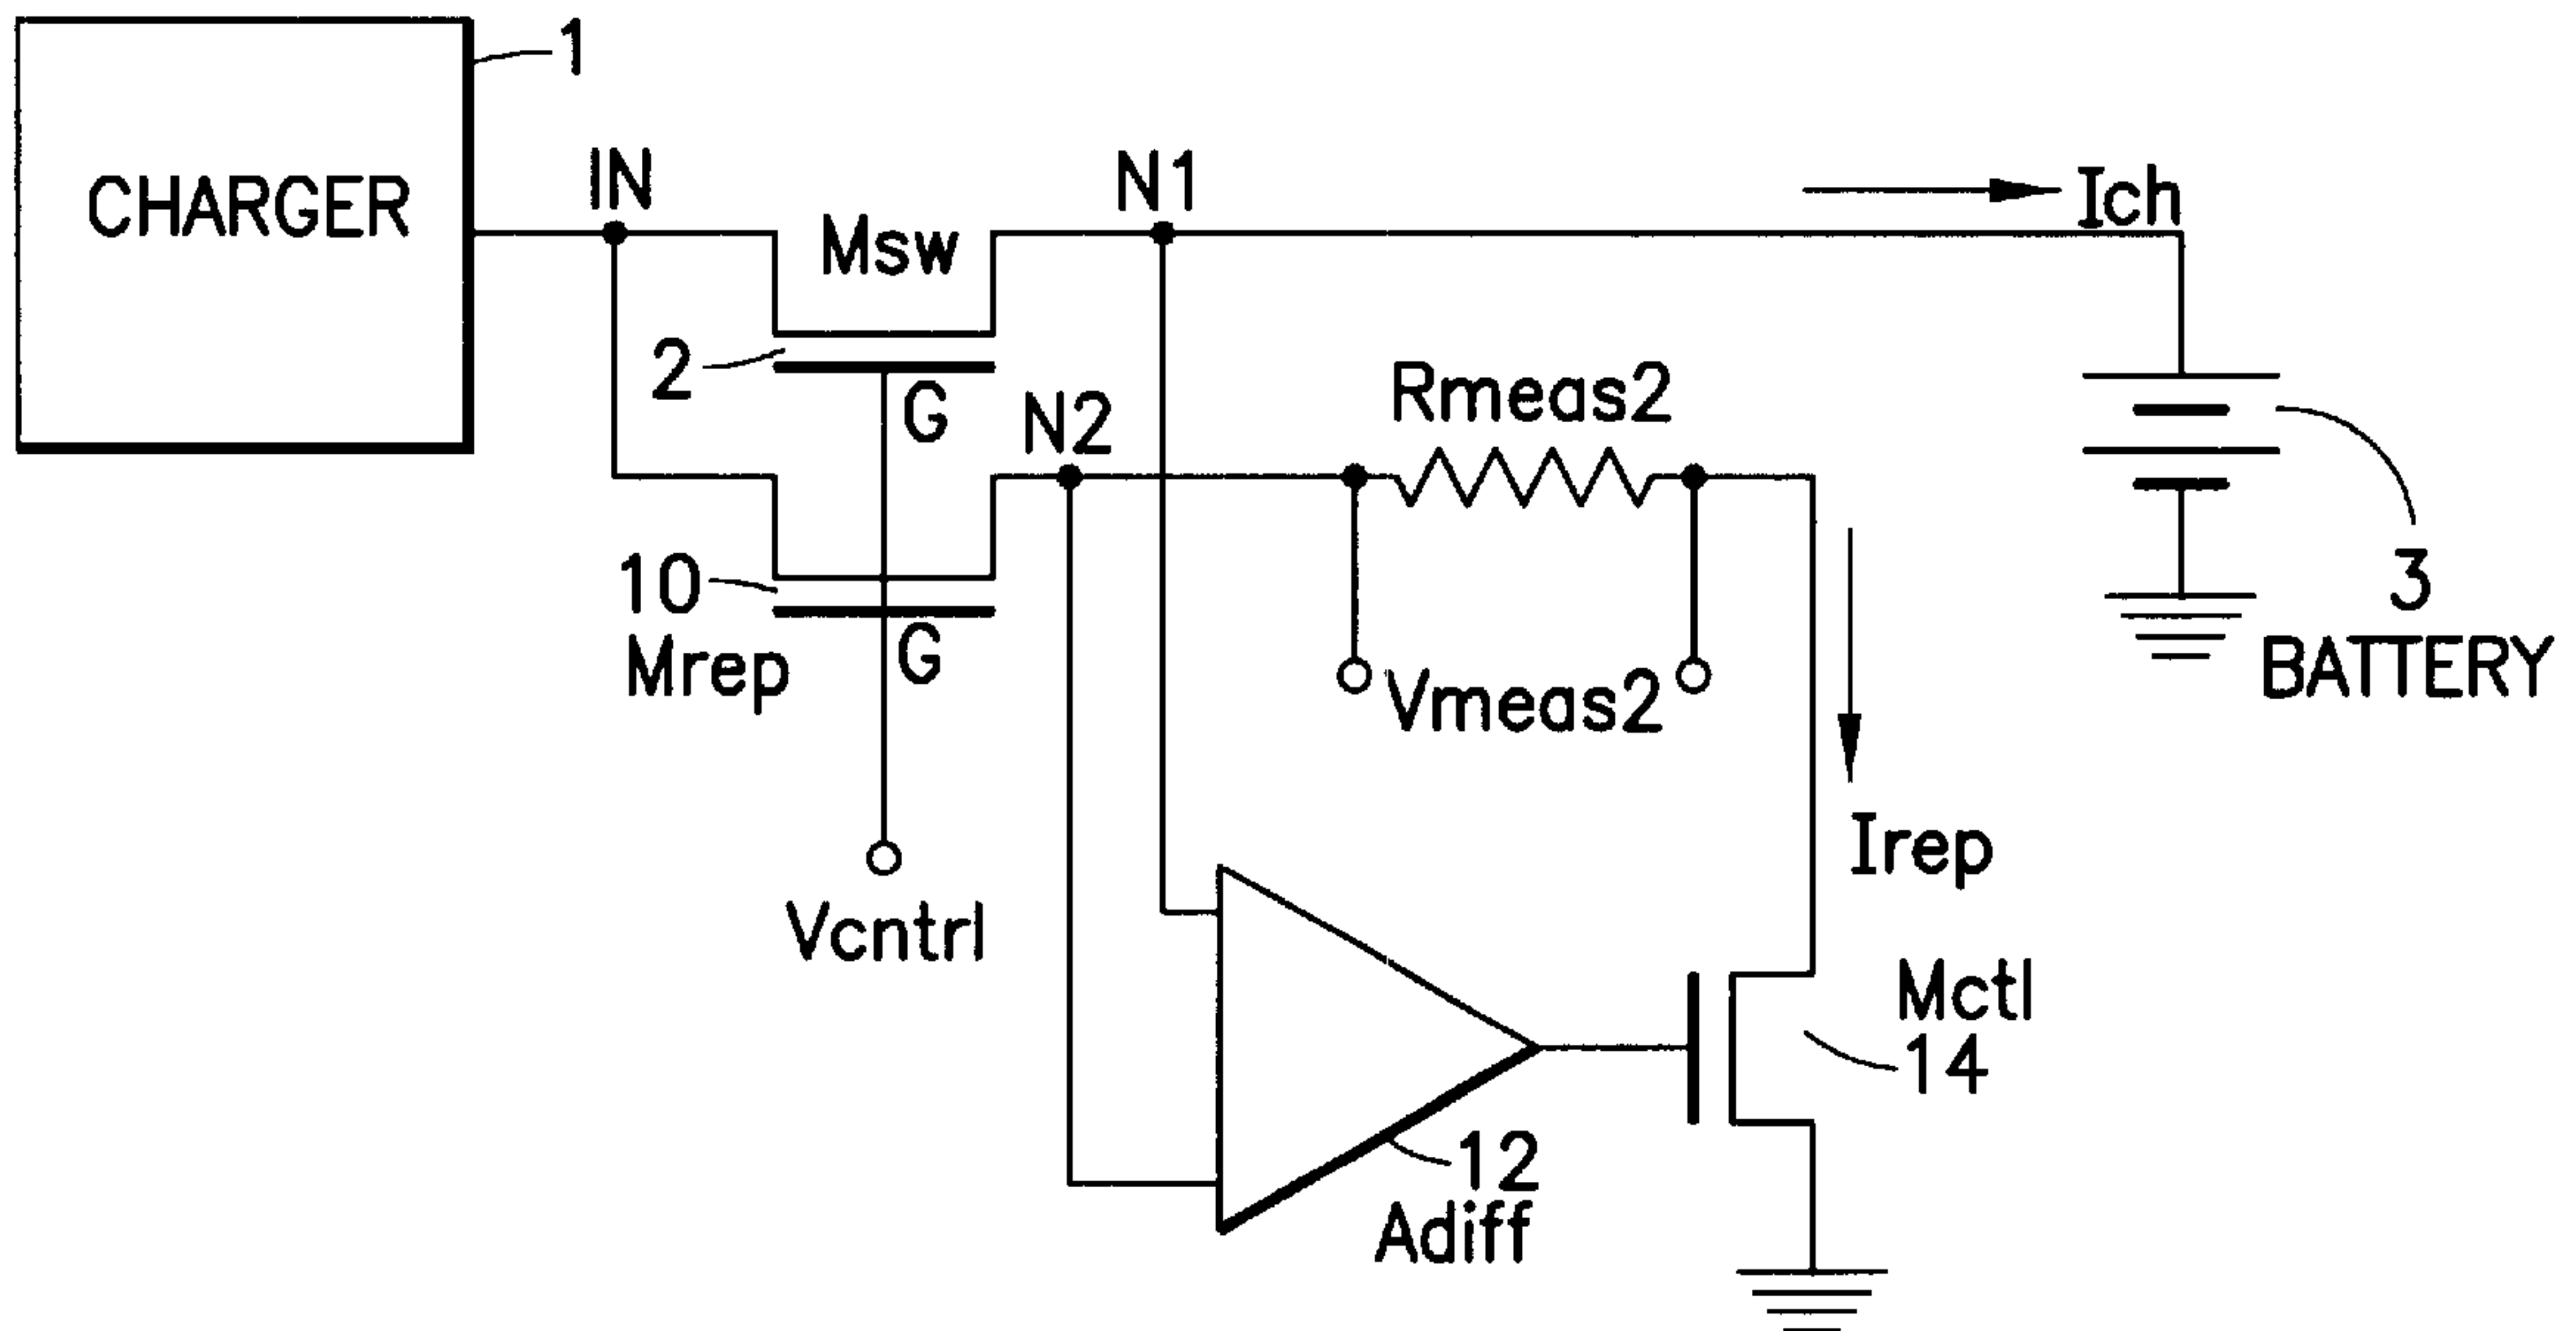 1
CHARGER
IN
Msw
N1
Ich
2
G
N2
Rmeas2
10
Mrep
G
Vmeas2
3
BATTERY
Vcntrl
Irep
Mctl
14
12
Adiff